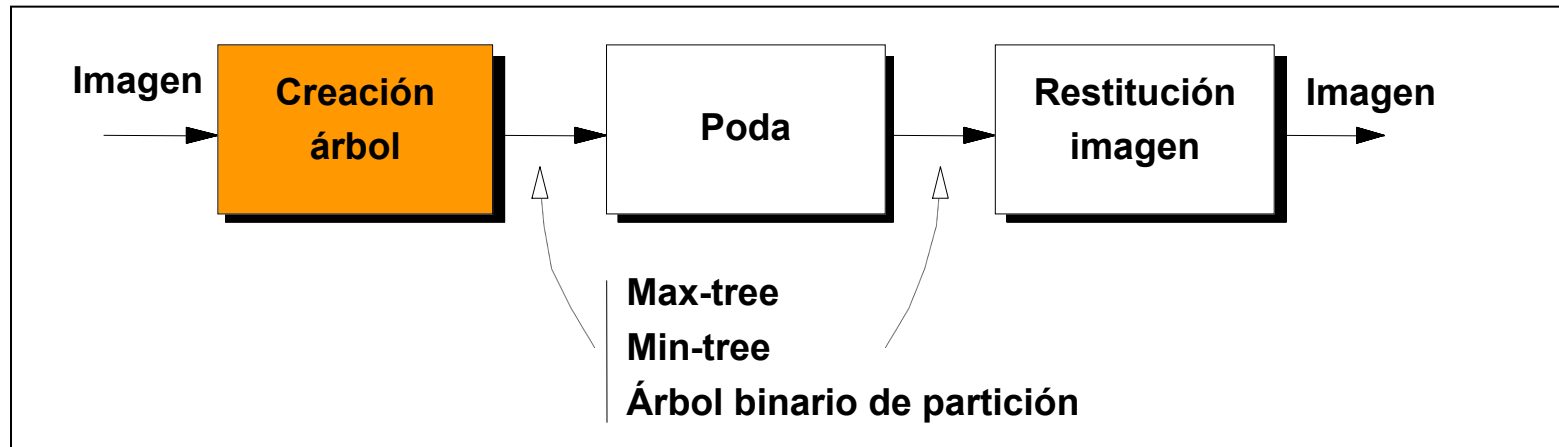 Imagen
Creación
árbol
Poda
Restitución
imagen
Imagen
Max-tree
Min-tree
Árbol binario de partición